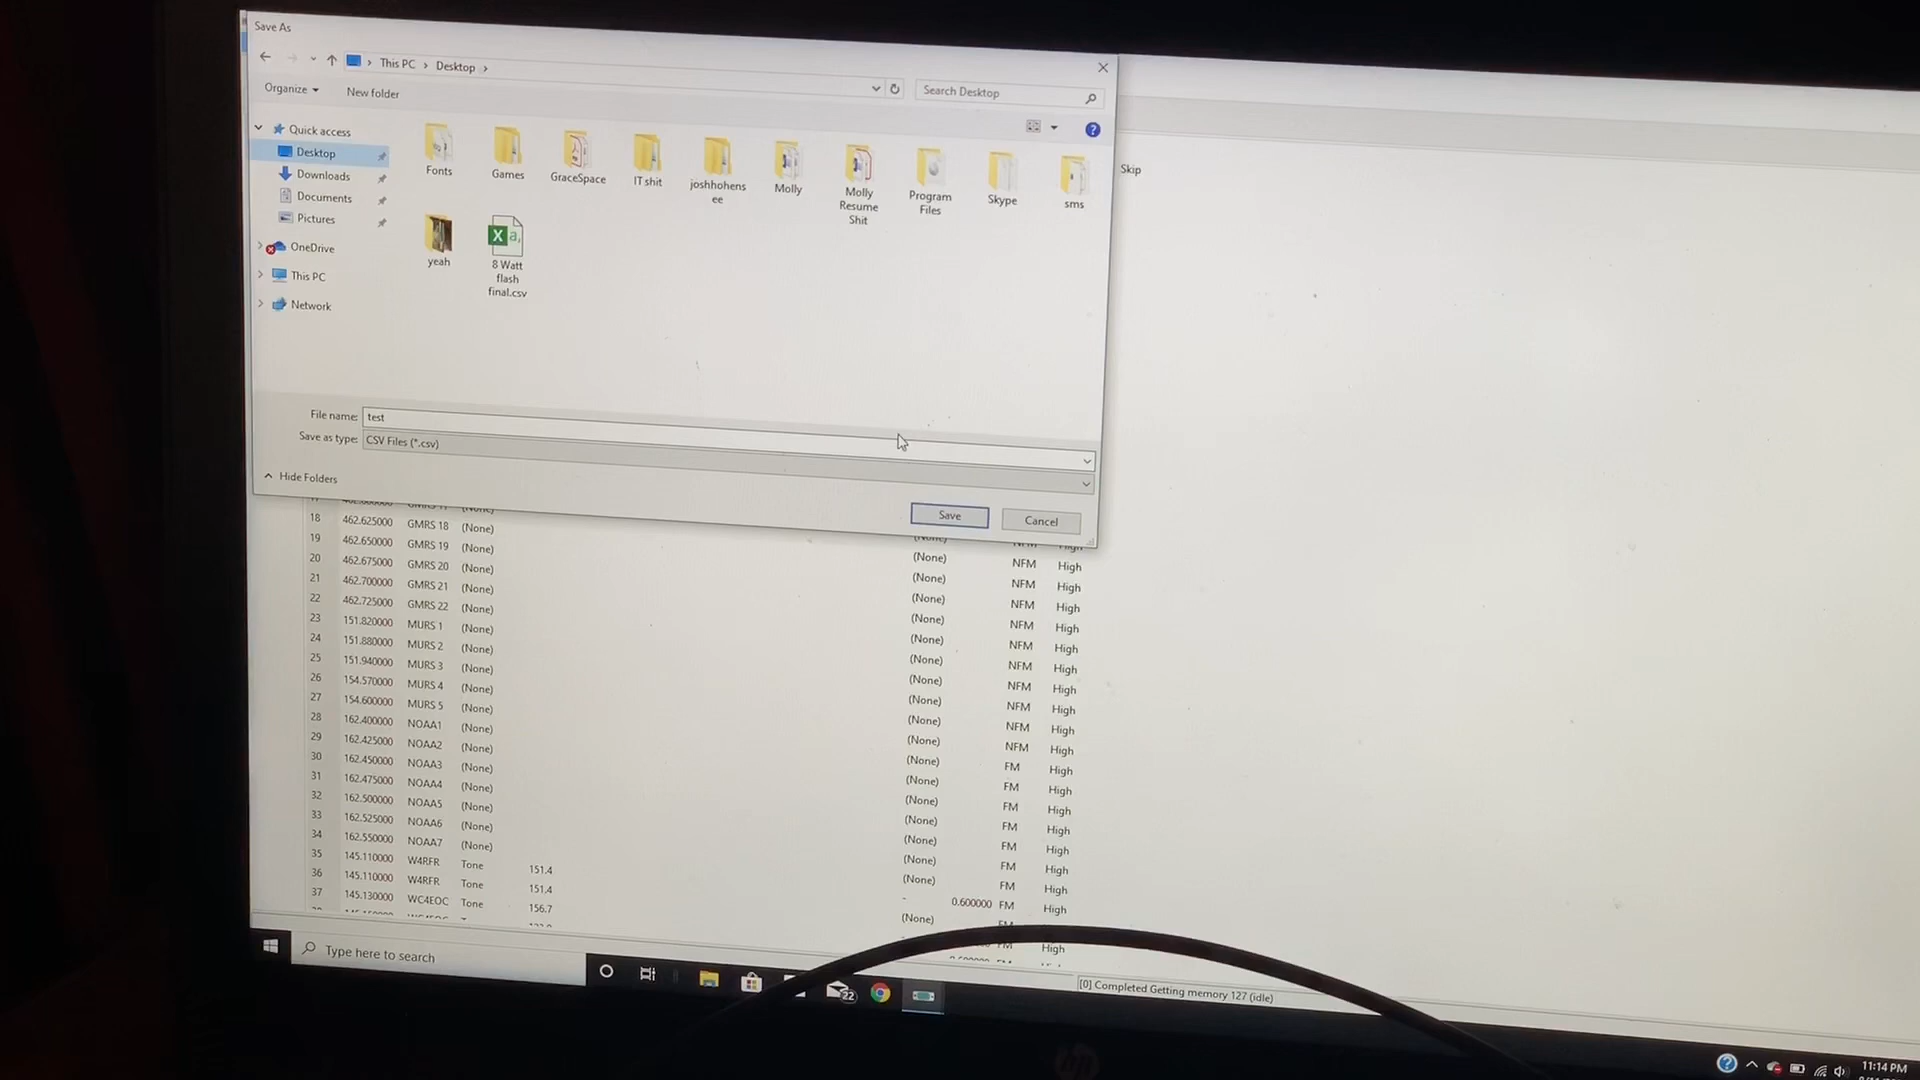 Save As
This PC › Desktop ›
Search Desktop
Organize
New folder
Quick access
Desktop
Downloads
Documents
Pictures
OneDrive
This PC
Network
Fonts
Games
GraceSpace
IT shit
joshhohens
ee
Molly
Molly
Resume
Shit
Program
Files
Skype
sms
yeah
8 Watt
flash
final.csv
Skip
File name: test
Save as type: CSV Files (*.csv)
Hide Folders
Save
Cancel
18 462.625000 GMRS 18 (None) (None) NFM High
19 462.650000 GMRS 19 (None) (None) NFM High
20 462.675000 GMRS 20 (None) (None) NFM High
21 462.700000 GMRS 21 (None) (None) NFM High
22 462.725000 GMRS 22 (None) (None) NFM High
23 151.820000 MURS 1 (None) (None) NFM High
24 151.880000 MURS 2 (None) (None) NFM High
25 151.940000 MURS 3 (None) (None) NFM High
26 154.570000 MURS 4 (None) (None) NFM High
27 154.600000 MURS 5 (None) (None) NFM High
28 162.400000 NOAA1 (None) (None) FM High
29 162.425000 NOAA2 (None) (None) FM High
30 162.450000 NOAA3 (None) (None) FM High
31 162.475000 NOAA4 (None) (None) FM High
32 162.500000 NOAA5 (None) (None) FM High
33 162.525000 NOAA6 (None) (None) FM High
34 162.550000 NOAA7 (None) (None) FM High
35 145.110000 W4RFR Tone 151.4 - 0.600000 FM High
36 145.110000 W4RFR Tone 151.4 (None)
37 145.130000 WC4EOC Tone 156.7 High
Type here to search
22
[0] Completed Getting memory 127 (idle)
11:14 PM